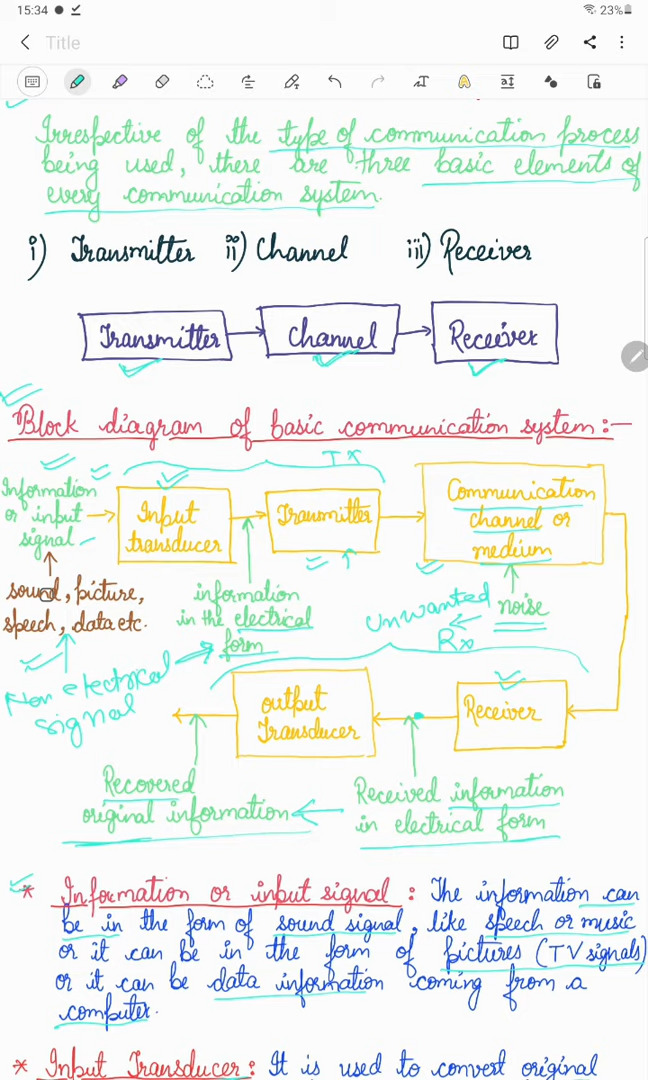 15:34
23%
Title
Irrespective of the type of communication process
being used, there are three basic elements of
every communication system.
i) Transmitter ii) Channel iii) Receiver
Transmitter Channel Receiver
Block diagram of basic communication system:-
Tx
Information
or input
signal
Input
transducer
Transmitter
Communication
channel or
medium
sound, picture,
speech, data etc.
information
in the electrical
form
Unwanted
noise
Rx
Non electrical
signal
output
Transducer
Receiver
Recovered
original information
Received information
in electrical form
* Information or input signal : The information can
be in the form of sound signal, like speech or music
or it can be in the form of pictures (TV signals)
or it can be data information coming from a
computer.
* Input Transducer : It is used to convert original